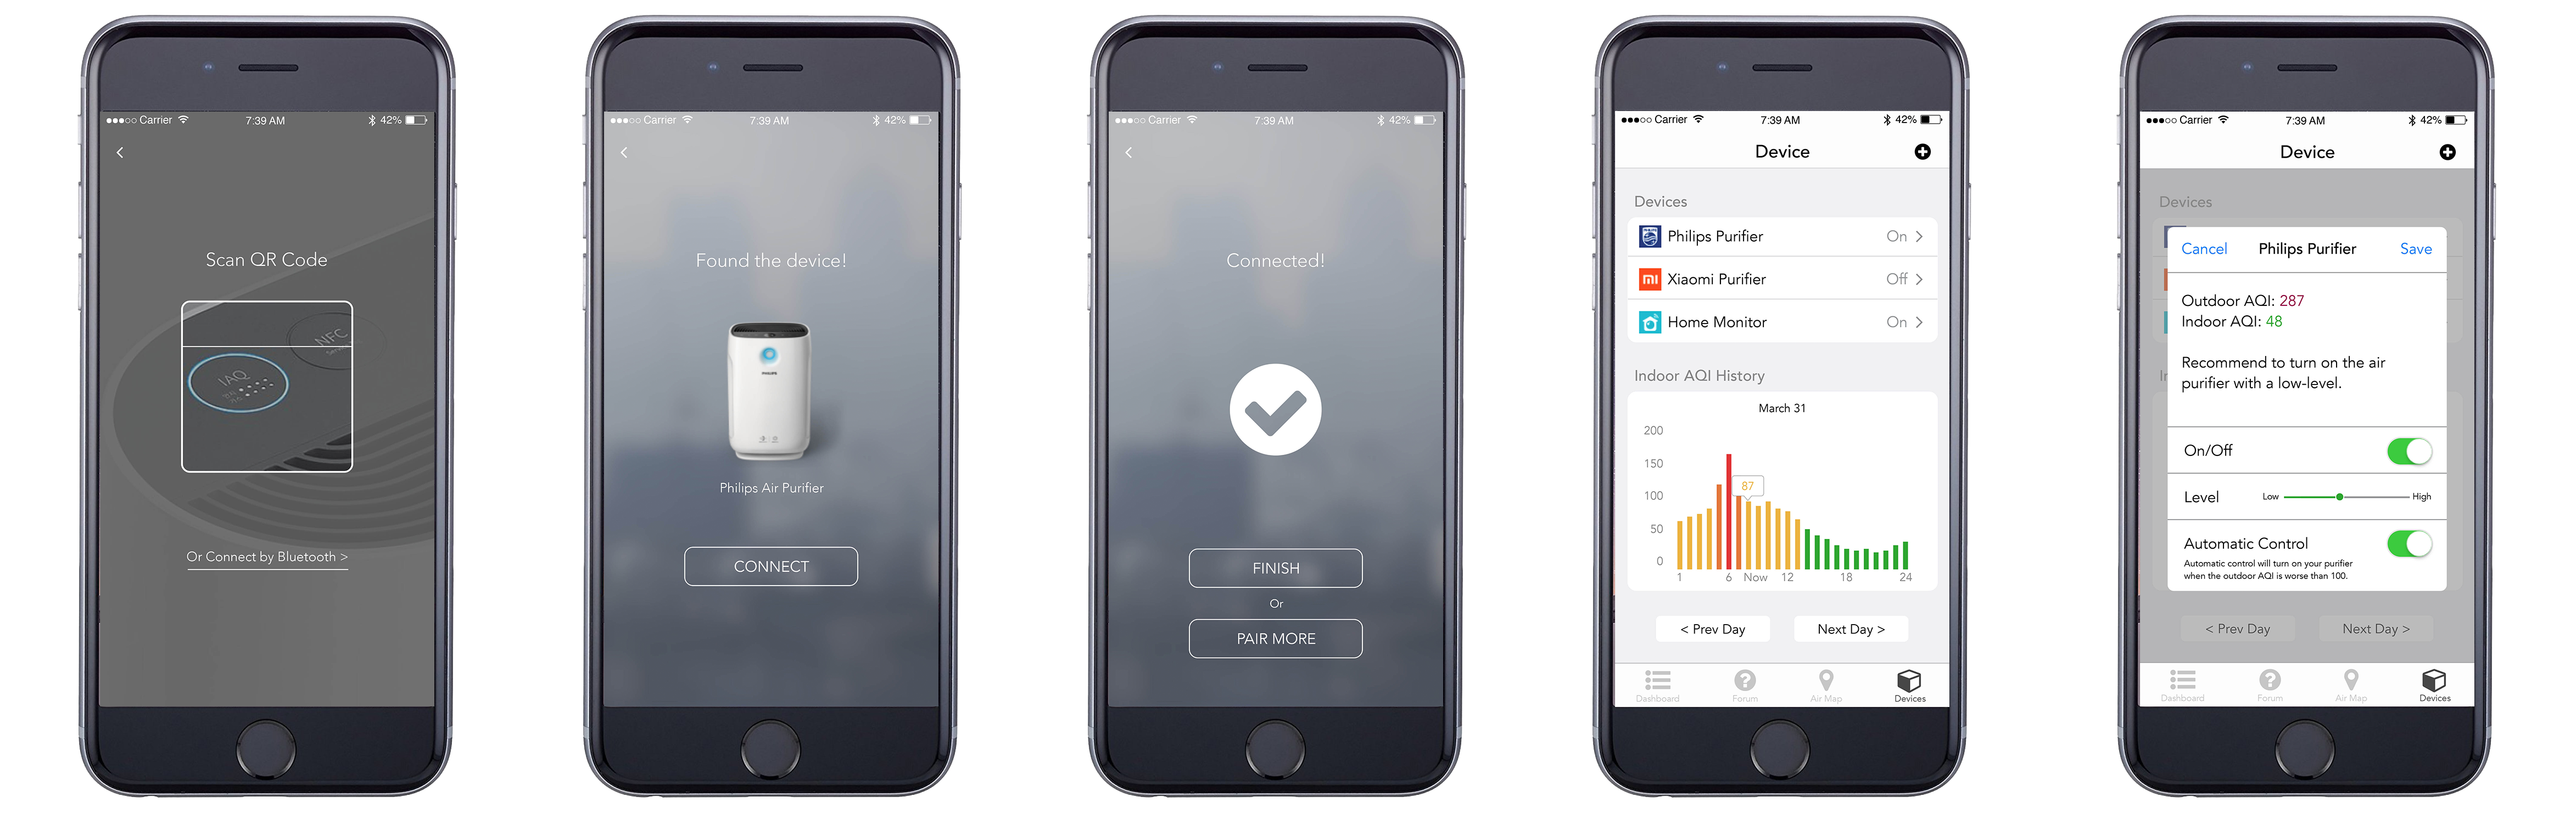 Carrier 7:39 AM 42%
Scan QR Code
NFC
IAQ
Or Connect by Bluetooth >
Carrier 7:39 AM 42%
Found the device!
PHILIPS
Philips Air Purifier
CONNECT
Carrier 7:39 AM 42%
Connected!
FINISH
Or
PAIR MORE
Carrier 7:39 AM 42%
Device
Devices
Philips Purifier On >
mi Xiaomi Purifier Off >
Home Monitor On >
Indoor AQI History
March 31
200
150
100
50
0
87
1 6 Now 12 18 24
< Prev Day Next Day >
Dashboard Forum Air Map Devices
Carrier 7:39 AM 42%
Device
Devices
Cancel Philips Purifier Save
Outdoor AQI: 287
Indoor AQI: 48
Recommend to turn on the air
purifier with a low-level.
On/Off
Level Low High
Automatic Control
Automatic control will turn on your purifier
when the outdoor AQI is worse than 100.
< Prev Day Next Day >
Dashboard Forum Air Map Devices